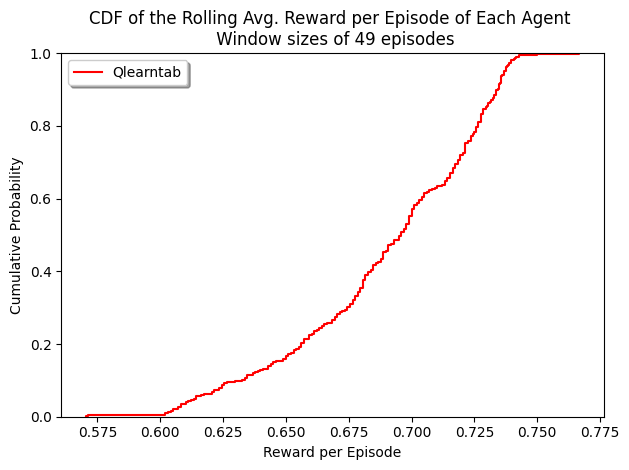 CDF of the Rolling Avg. Reward per Episode of Each Agent
Window sizes of 49 episodes
Qlearntab
Cumulative Probability
1.0
0.8
0.6
0.4
0.2
0.0
0.575 0.600 0.625 0.650 0.675 0.700 0.725 0.750 0.775
Reward per Episode